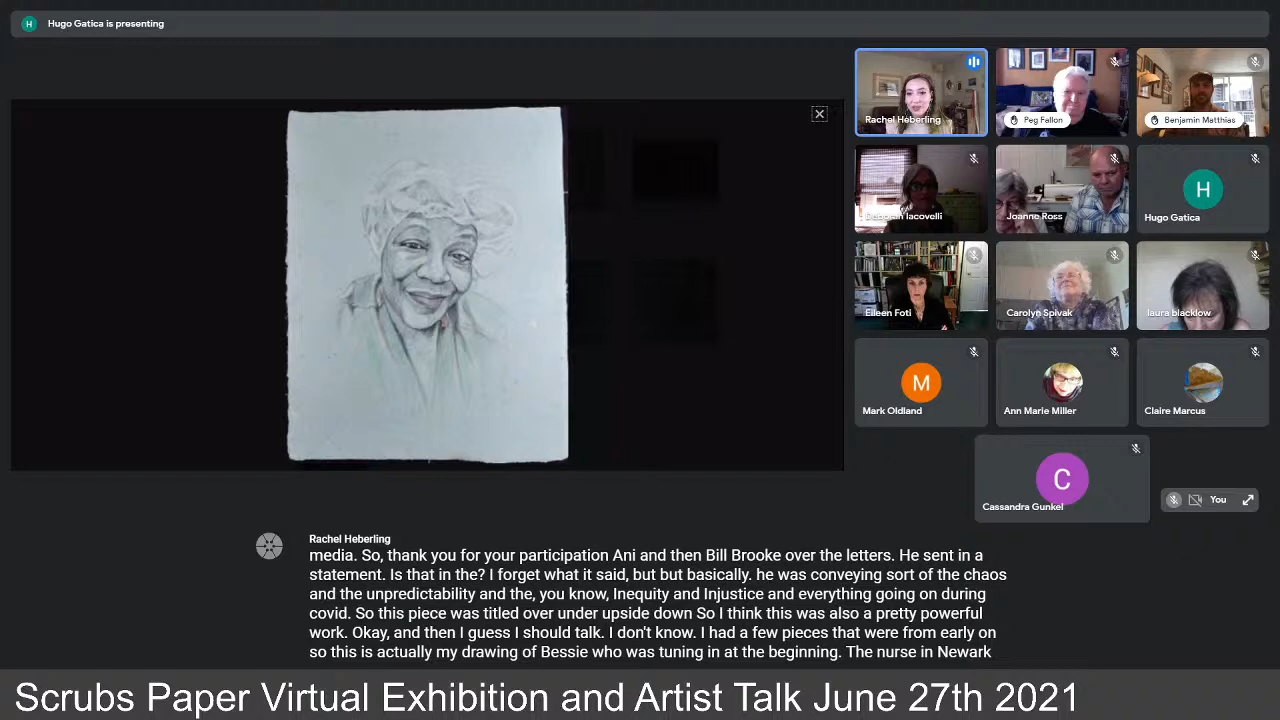 H
Hugo Gatica is presenting
Rachel Heberling
Peg Fallon
Benjamin Matthias
Deborah Iacovelli
Joanne Ross
H
Hugo Gatica
Eileen Foti
Carolyn Spivak
laura blacklow
M
Mark Oldland
Ann Marie Miller
Claire Marcus
C
Cassandra Gunkel
You
Rachel Heberling
media. So, thank you for your participation Ani and then Bill Brooke over the letters. He sent in a
statement. Is that in the? I forget what it said, but but basically. he was conveying sort of the chaos
and the unpredictability and the, you know, Inequity and Injustice and everything going on during
covid. So this piece was titled over under upside down So I think this was also a pretty powerful
work. Okay, and then I guess I should talk. I don't know. I had a few pieces that were from early on
so this is actually my drawing of Bessie who was tuning in at the beginning. The nurse in Newark
Scrubs Paper Virtual Exhibition and Artist Talk June 27th 2021